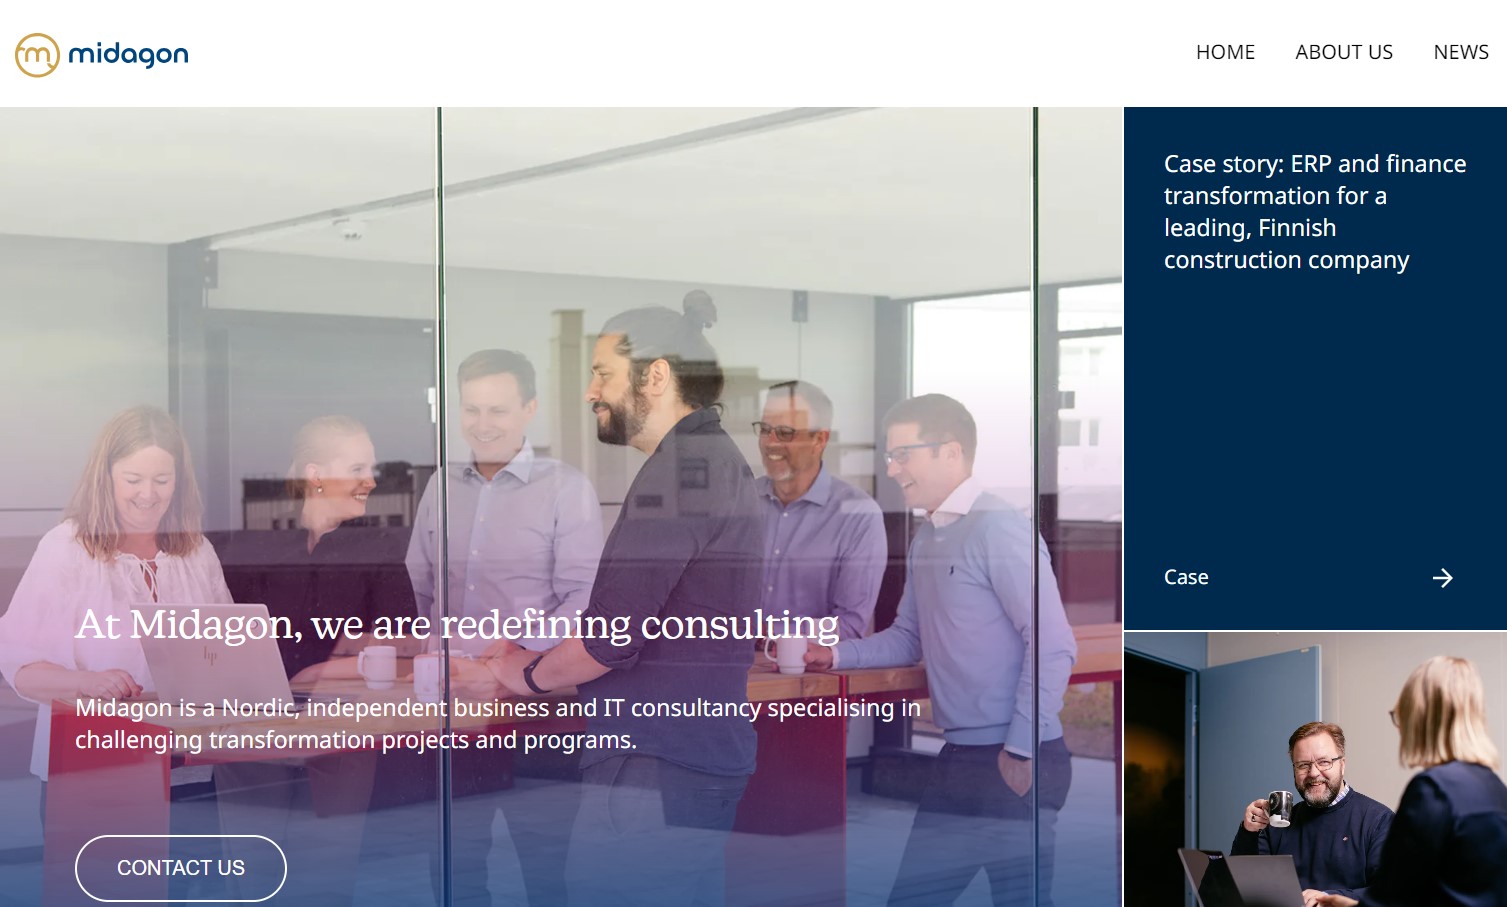 midagon
HOME
ABOUT US
NEWS
At Midagon, we are redefining consulting
Midagon is a Nordic, independent business and IT consultancy specialising in
challenging transformation projects and programs.
CONTACT US
Case story: ERP and finance
transformation for a
leading, Finnish
construction company
Case
hp